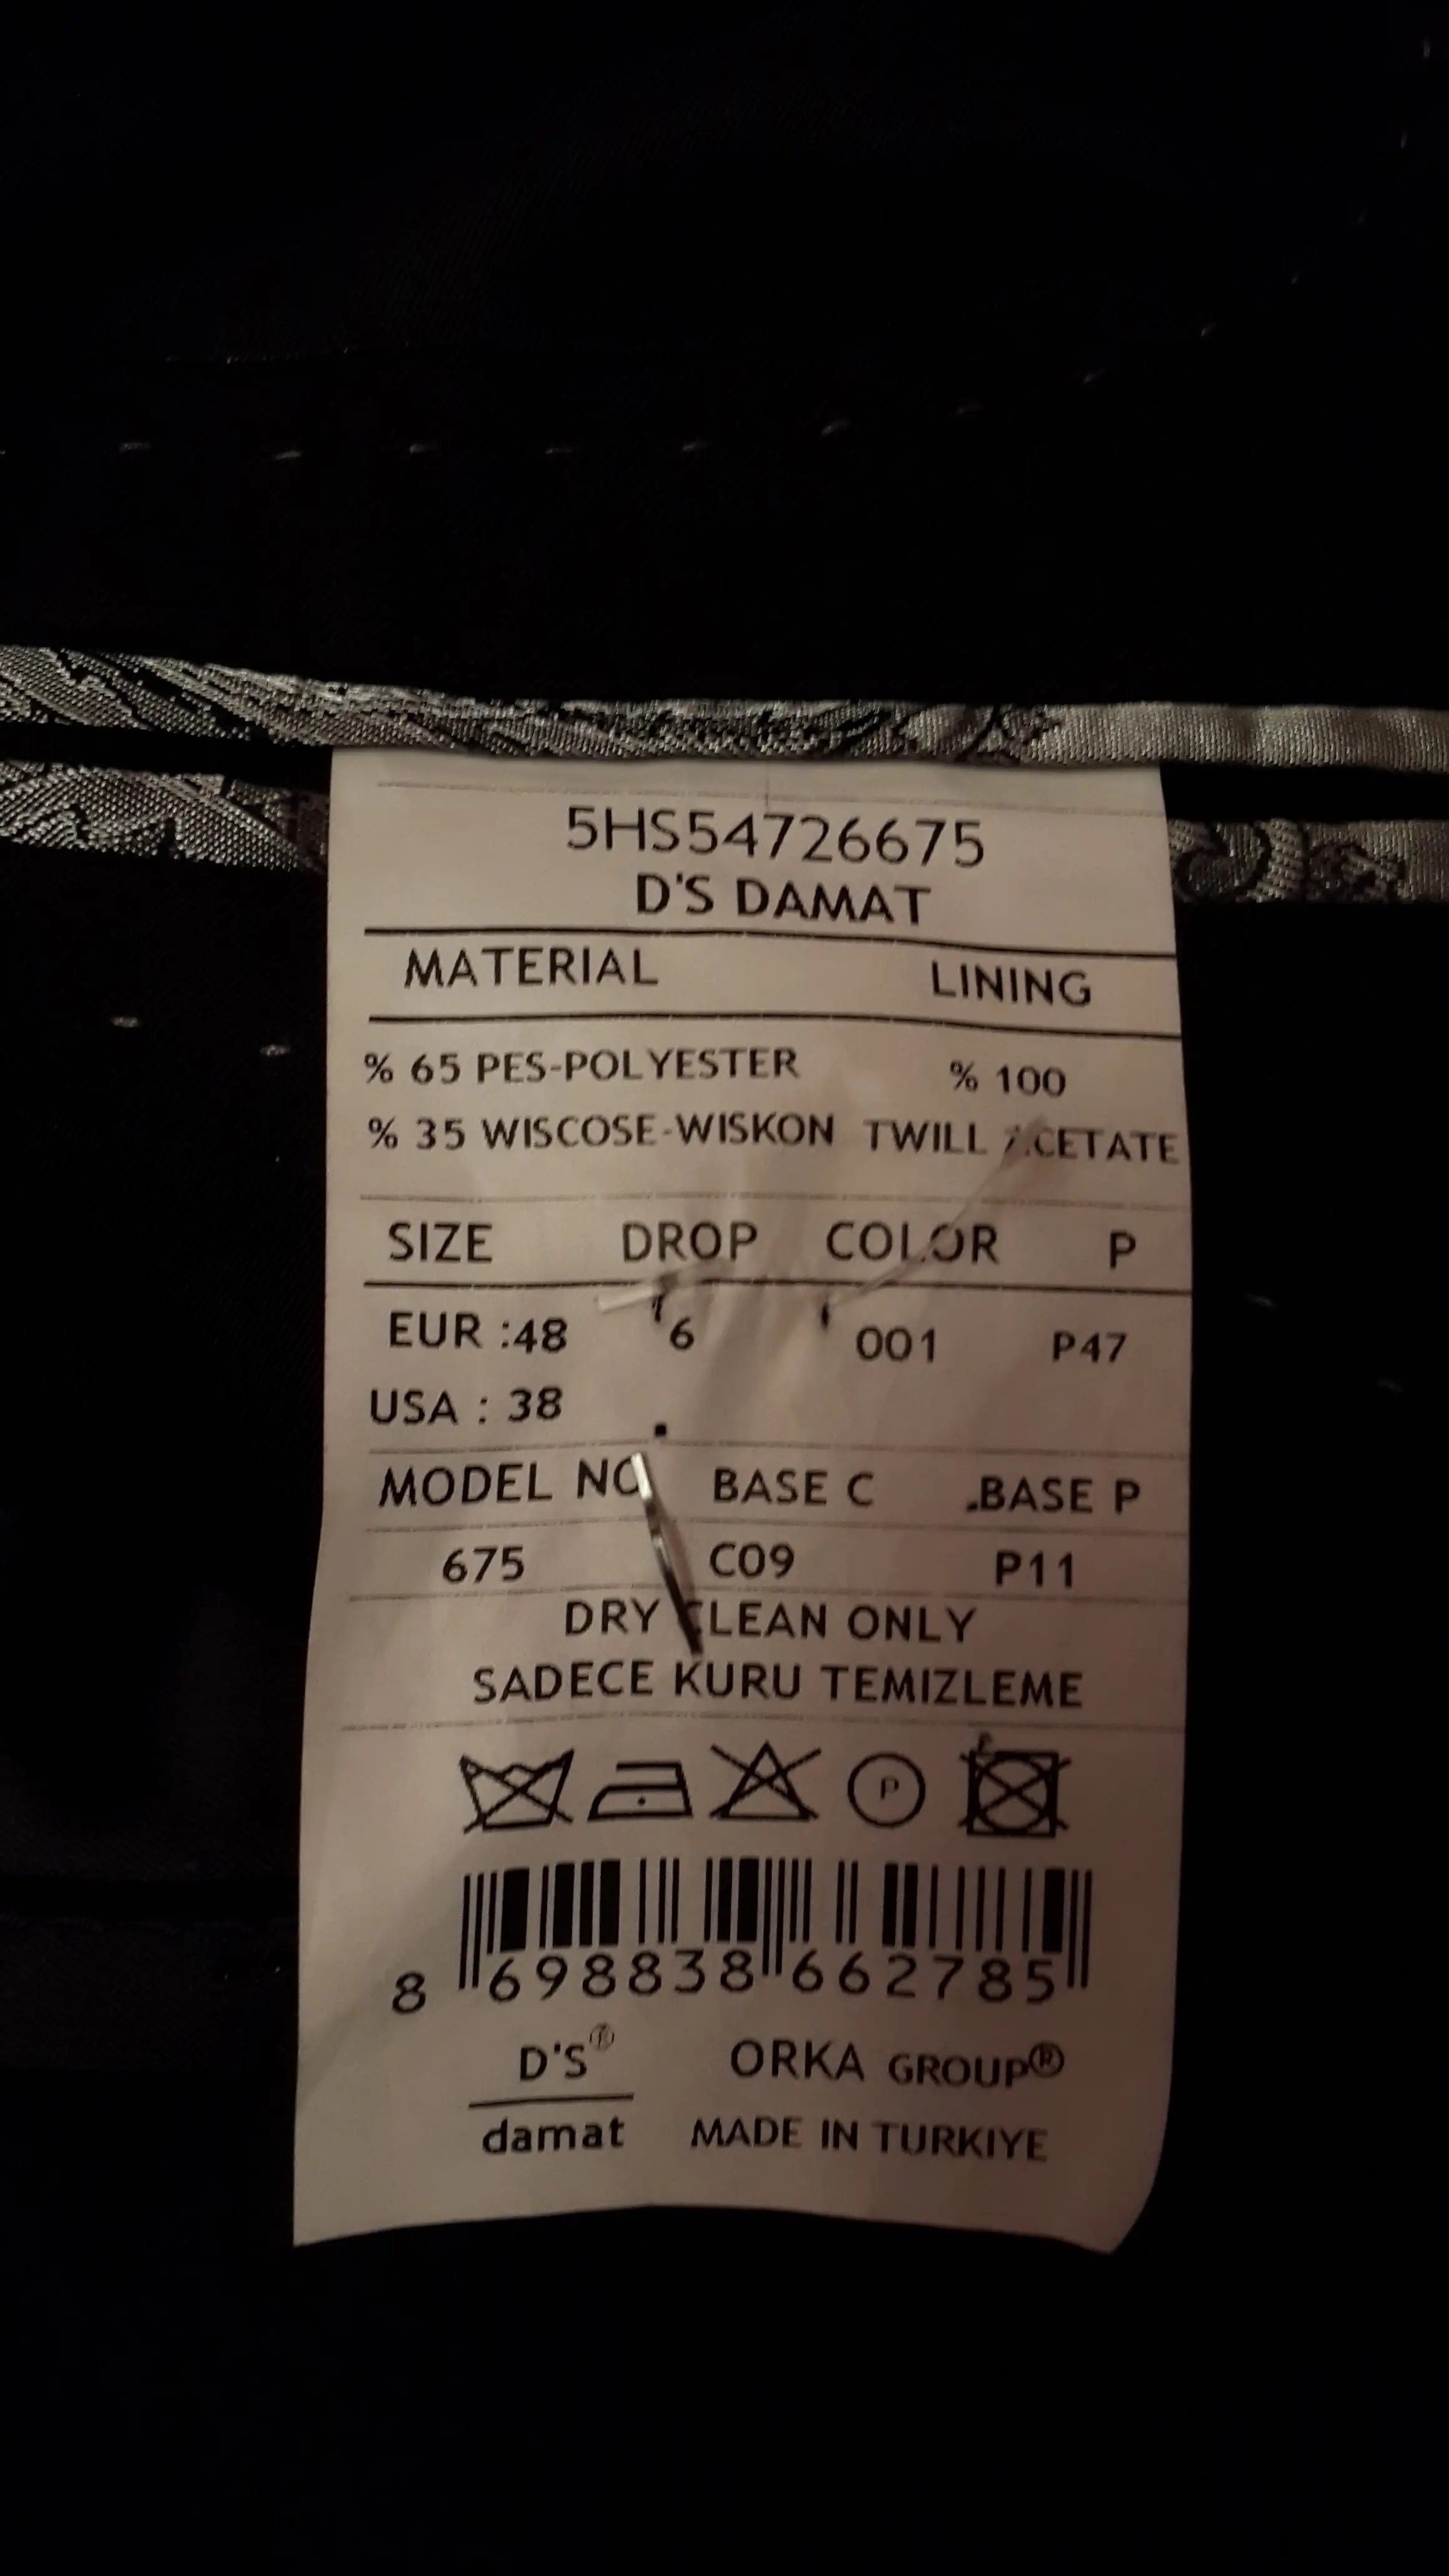 5HS54726675
D'S DAMAT
MATERIAL LINING
% 65 PES-POLYESTER % 100
% 35 WISCOSE-WISKON TWILL ACETATE
SIZE DROP COLOR P
EUR :48 6 001 P47
USA : 38
MODEL NO BASE C .BASE P
675 C09 P11
DRY CLEAN ONLY
SADECE KURU TEMIZLEME
P
8 698838 662785
D'S® ORKA GROUP®
damat MADE IN TURKIYE